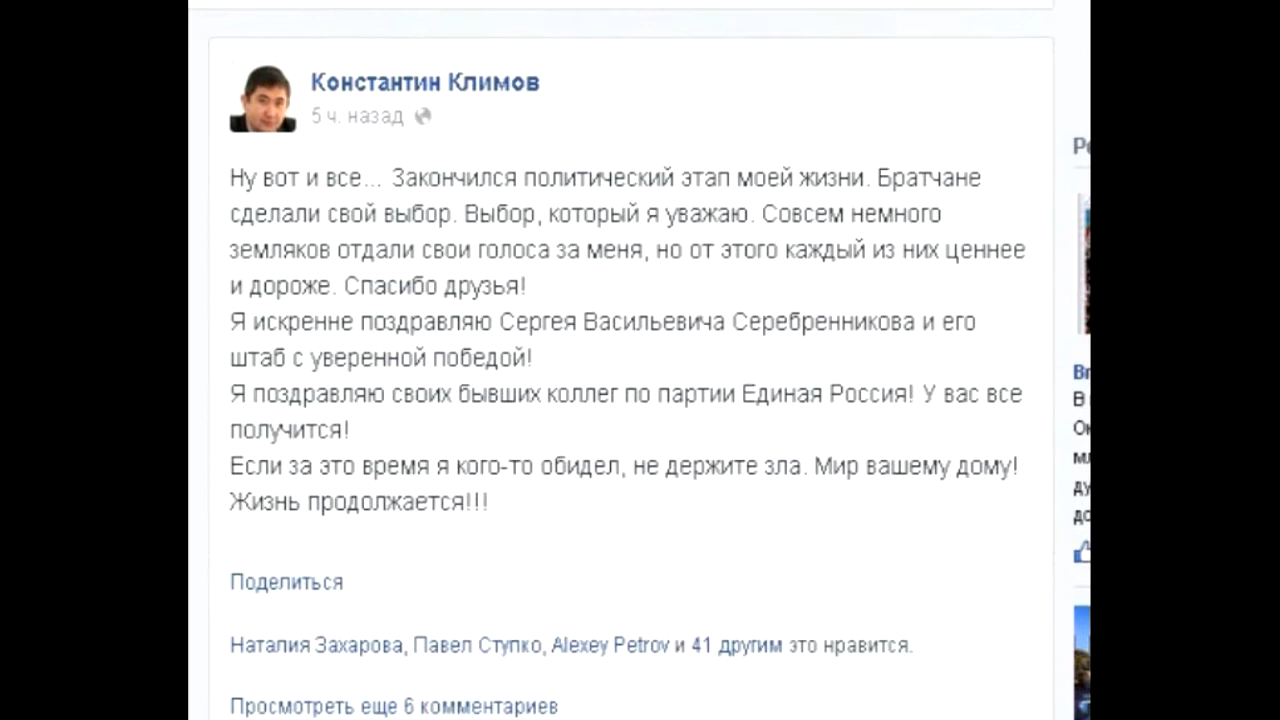 Константин Климов
5 ч. назад
Ну вот и все... Закончился политический этап моей жизни. Братчане
сделали свой выбор. Выбор, который я уважаю. Совсем немного
земляков отдали свои голоса за меня, но от этого каждый из них ценнее
и дороже. Спасибо друзья!
Я искренне поздравляю Сергея Васильевича Серебренникова и его
штаб с уверенной победой!
Я поздравляю своих бывших коллег по партии Единая Россия! У вас все
получится!
Если за это время я кого-то обидел, не держите зла. Мир вашему дому!
Жизнь продолжается!!!
Поделиться
Наталия Захарова, Павел Ступко, Alexey Petrov и 41 другим это нравится.
Просмотреть еще 6 комментариев